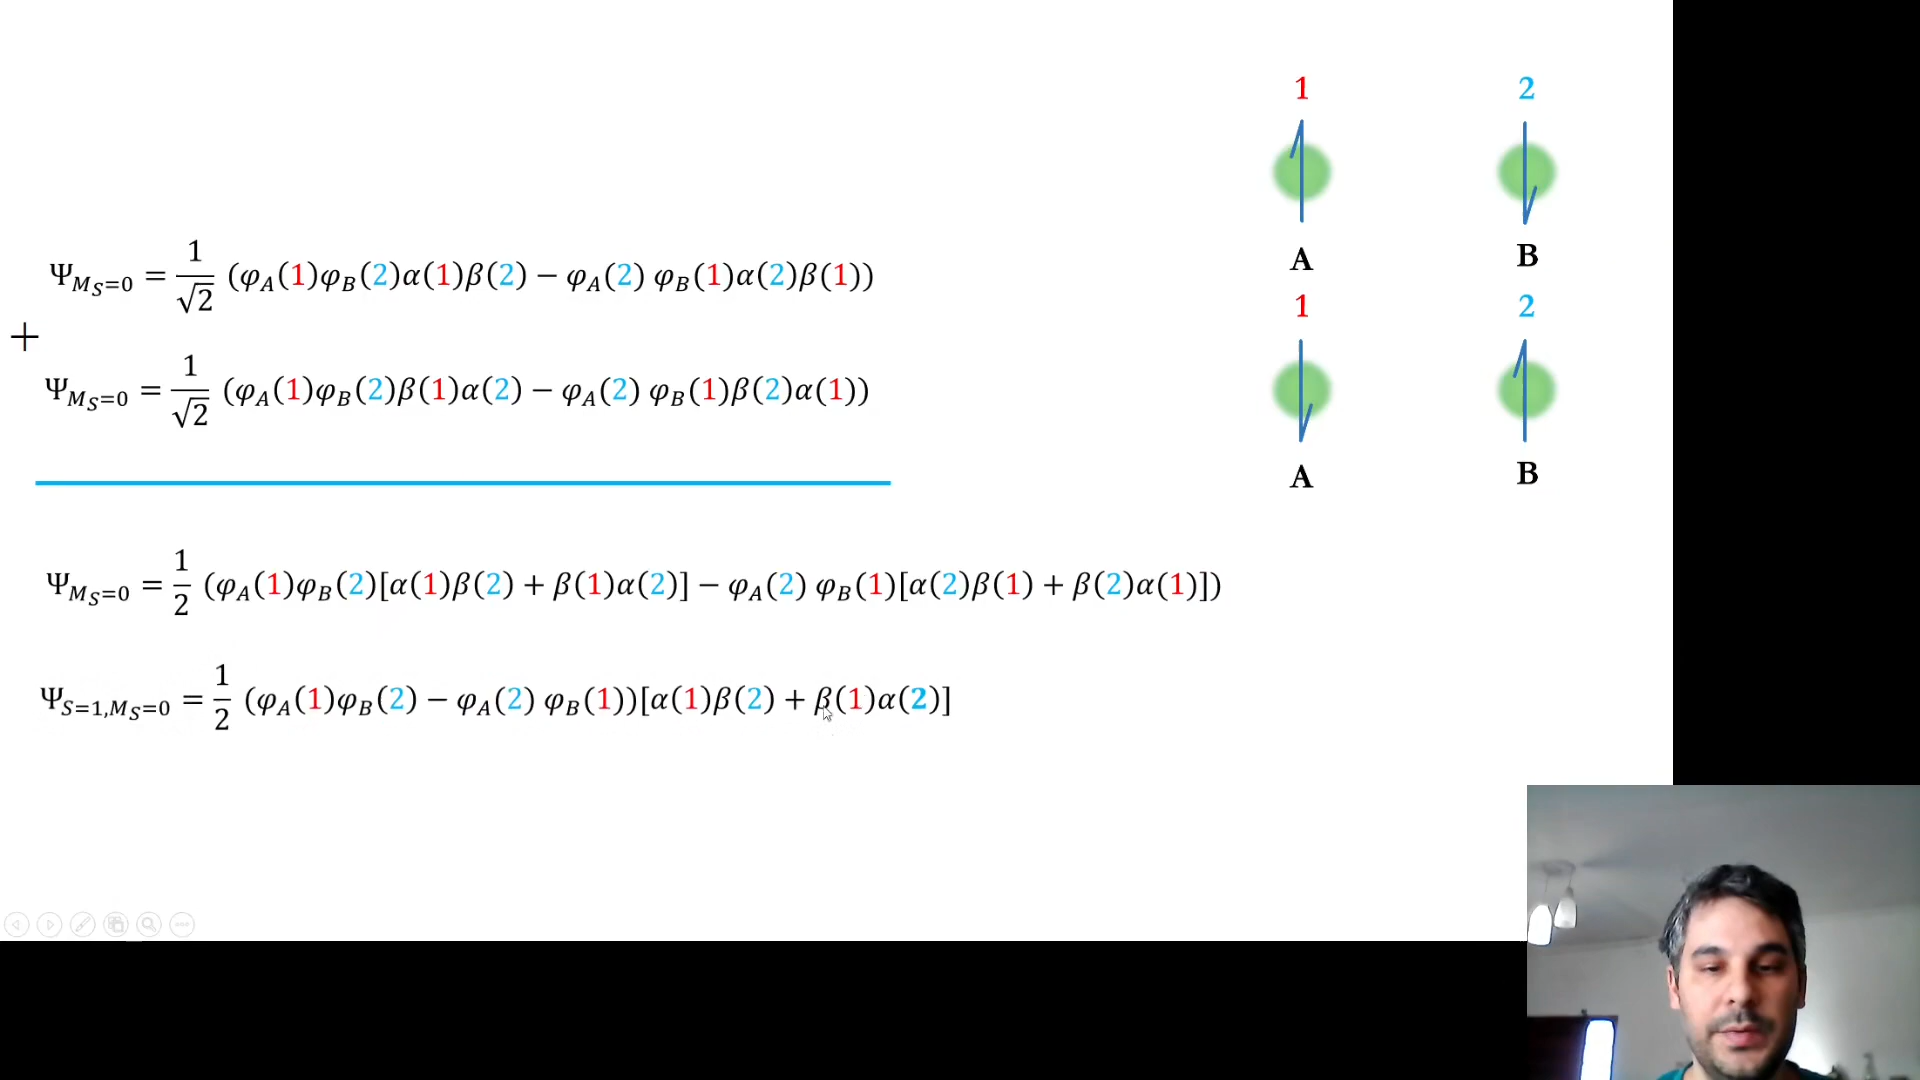 1 2
A B
1 2
A B
Ψ_{M_S=0} = 1/√2 (φ_A(1)φ_B(2)α(1)β(2) − φ_A(2) φ_B(1)α(2)β(1))
+
Ψ_{M_S=0} = 1/√2 (φ_A(1)φ_B(2)β(1)α(2) − φ_A(2) φ_B(1)β(2)α(1))
Ψ_{M_S=0} = 1/2 (φ_A(1)φ_B(2)[α(1)β(2) + β(1)α(2)] − φ_A(2) φ_B(1)[α(2)β(1) + β(2)α(1)])
Ψ_{S=1,M_S=0} = 1/2 (φ_A(1)φ_B(2) − φ_A(2) φ_B(1))[α(1)β(2) + β(1)α(2)]